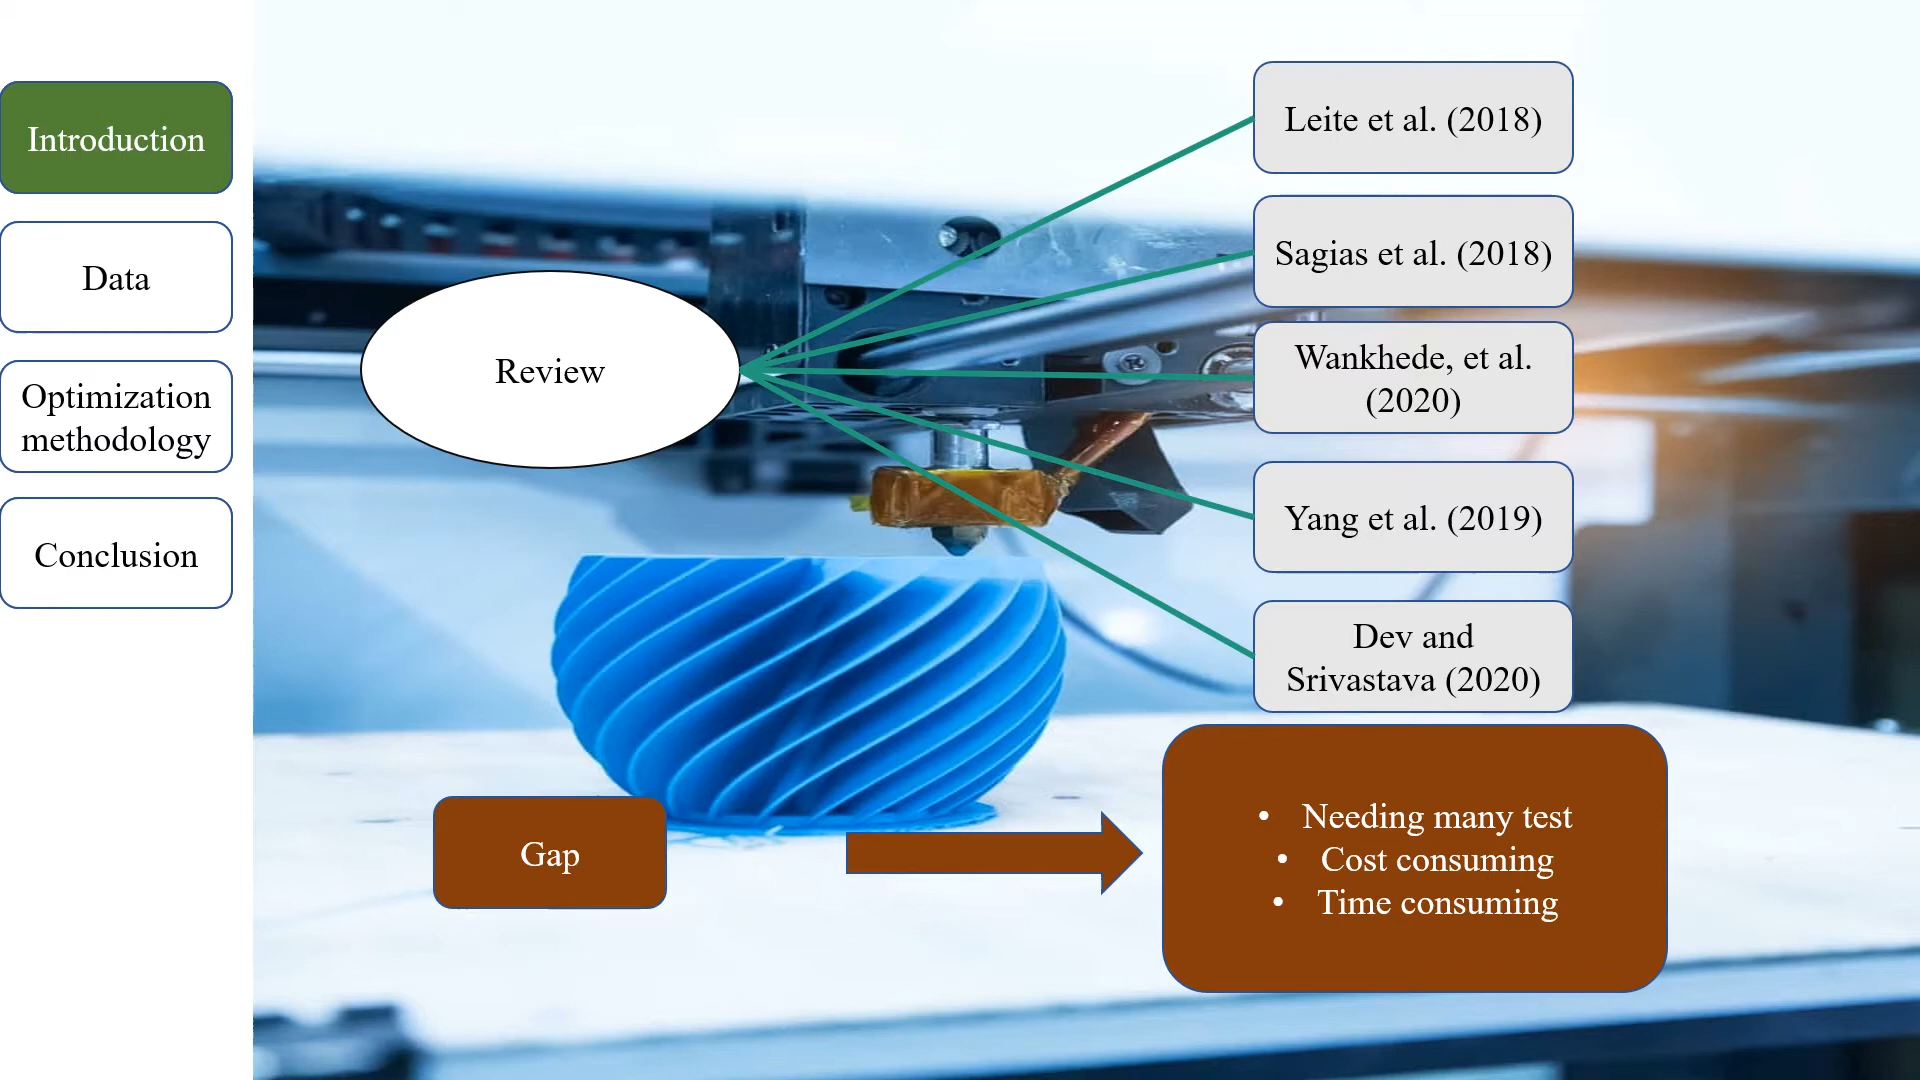 Introduction
Data
Optimization
methodology
Conclusion
Review
Leite et al. (2018)
Sagias et al. (2018)
Wankhede, et al.
(2020)
Yang et al. (2019)
Dev and
Srivastava (2020)
Gap
• Needing many test
• Cost consuming
• Time consuming